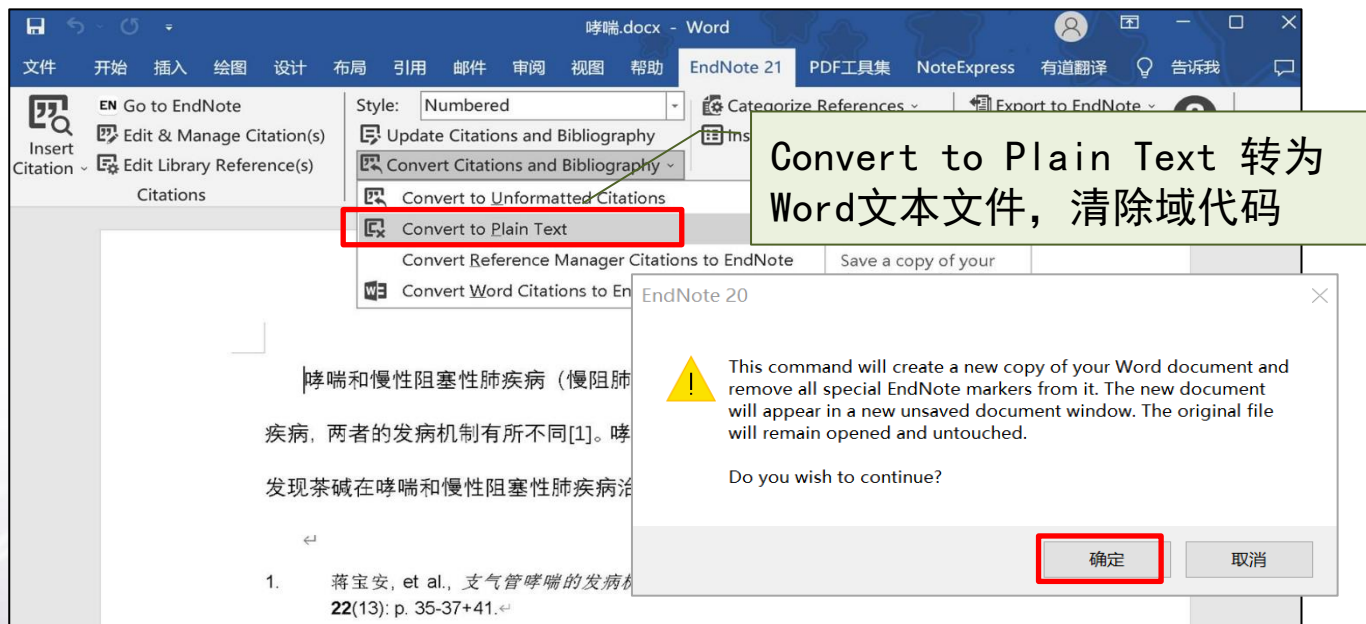 哮喘.docx - Word
文件 开始 插入 绘图 设计 布局 引用 邮件 审阅 视图 帮助 EndNote 21 PDF工具集 NoteExpress 有道翻译 告诉我
Insert Citation
EN Go to EndNote
Edit & Manage Citation(s)
Edit Library Reference(s)
Citations
Style: Numbered
Update Citations and Bibliography
Convert Citations and Bibliography
Categorize References
Ins
Export to EndNote
Convert to Unformatted Citations
Convert to Plain Text
Convert Reference Manager Citations to EndNote
Convert Word Citations to En
Save a copy of your
Convert to Plain Text 转为
Word文本文件，清除域代码
EndNote 20
This command will create a new copy of your Word document and
remove all special EndNote markers from it. The new document
will appear in a new unsaved document window. The original file
will remain opened and untouched.
Do you wish to continue?
确定 取消
哮喘和慢性阻塞性肺疾病（慢阻肺
疾病，两者的发病机制有所不同[1]。哮
发现茶碱在哮喘和慢性阻塞性肺疾病治
1. 蒋宝安, et al., 支气管哮喘的发病机
22(13): p. 35-37+41.